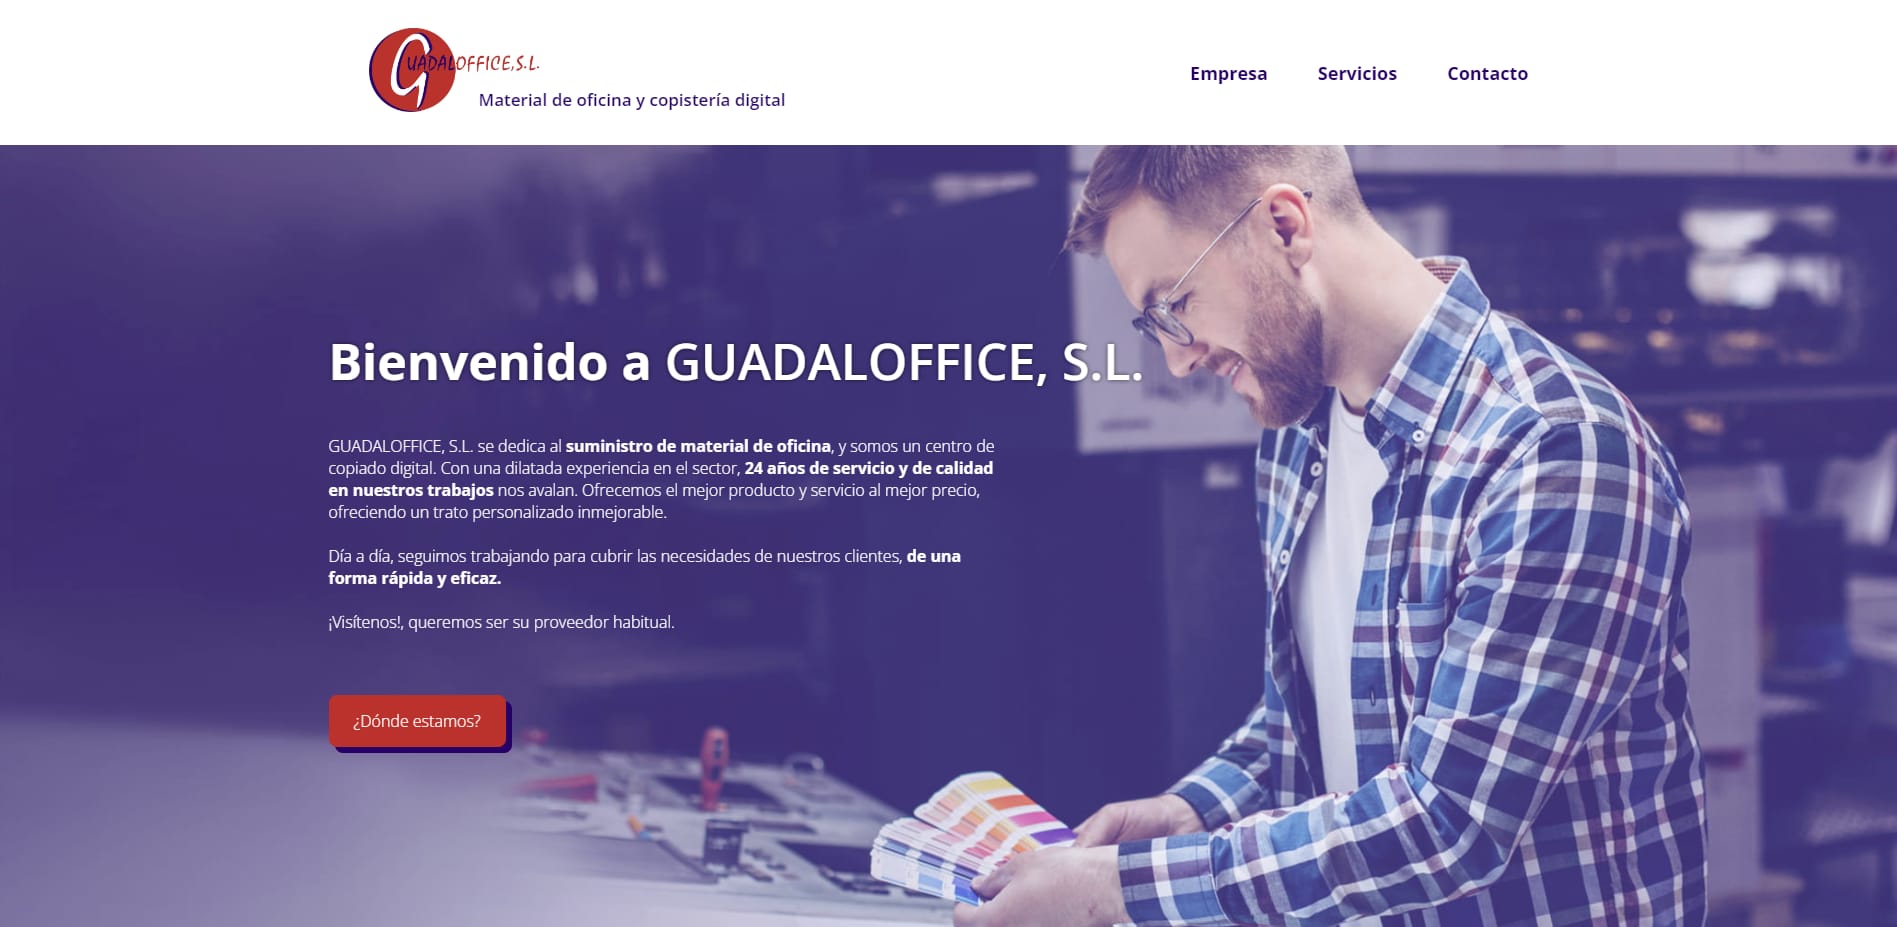 GUADALOFFICE, S.L.
Material de oficina y copistería digital
Empresa Servicios Contacto
Bienvenido a GUADALOFFICE, S.L.
GUADALOFFICE, S.L. se dedica al suministro de material de oficina, y somos un centro de
copiado digital. Con una dilatada experiencia en el sector, 24 años de servicio y de calidad
en nuestros trabajos nos avalan. Ofrecemos el mejor producto y servicio al mejor precio,
ofreciendo un trato personalizado inmejorable.
Día a día, seguimos trabajando para cubrir las necesidades de nuestros clientes, de una
forma rápida y eficaz.
¡Visítenos!, queremos ser su proveedor habitual.
¿Dónde estamos?